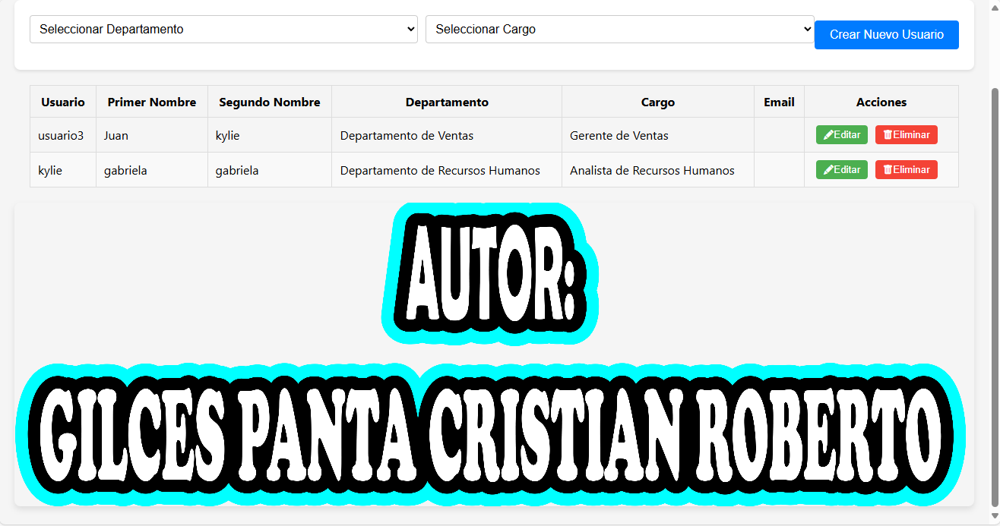 Seleccionar Departamento Seleccionar Cargo Crear Nuevo Usuario
Usuario Primer Nombre Segundo Nombre Departamento Cargo Email Acciones
usuario3 Juan kylie Departamento de Ventas Gerente de Ventas Editar Eliminar
kylie gabriela gabriela Departamento de Recursos Humanos Analista de Recursos Humanos Editar Eliminar
AUTOR:
GILCES PANTA CRISTIAN ROBERTO